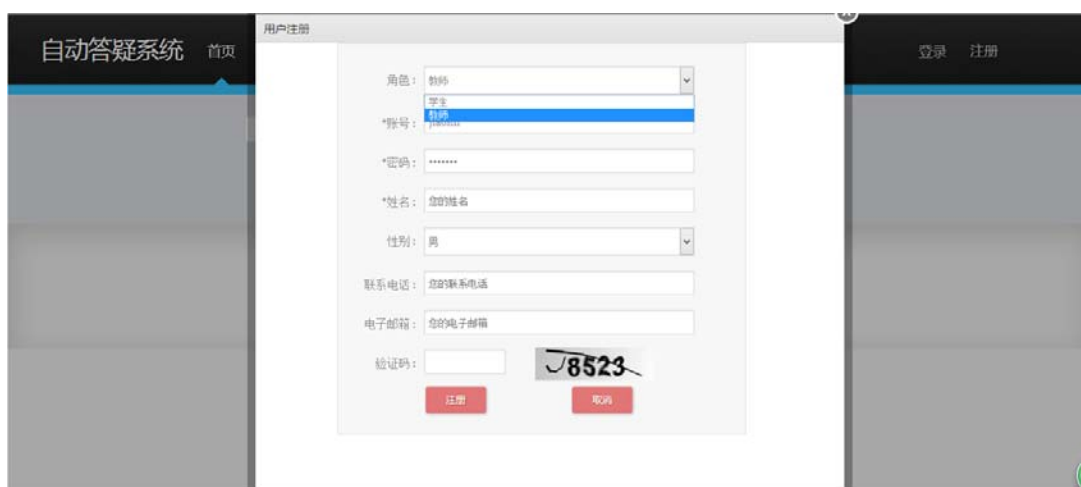 用户注册
自动答疑系统 首页 登录 注册
角色： 教师
学生
教师
*账号：
*密码： •••••••
*姓名： 您的姓名
性别： 男
联系电话： 您的联系电话
电子邮箱： 您的电子邮箱
验证码： J8523
注册 取消